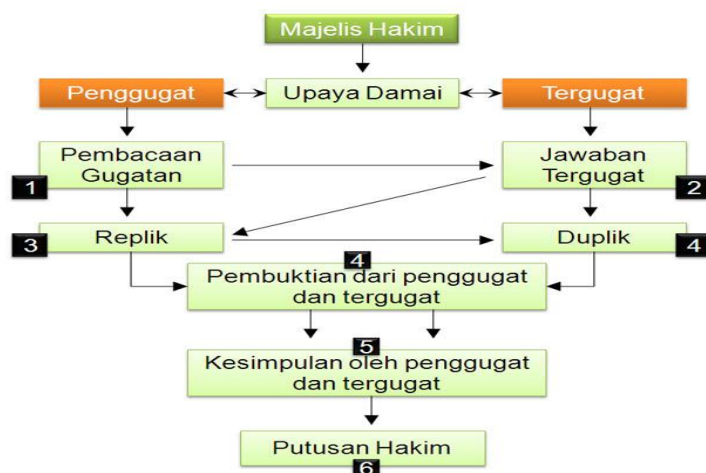 Majelis Hakim
Penggugat
Upaya Damai
Tergugat
Pembacaan
Gugatan
1
Jawaban
Tergugat
2
3
Replik
Duplik
4
4
Pembuktian dari penggugat
dan tergugat
5
Kesimpulan oleh penggugat
dan tergugat
Putusan Hakim
6